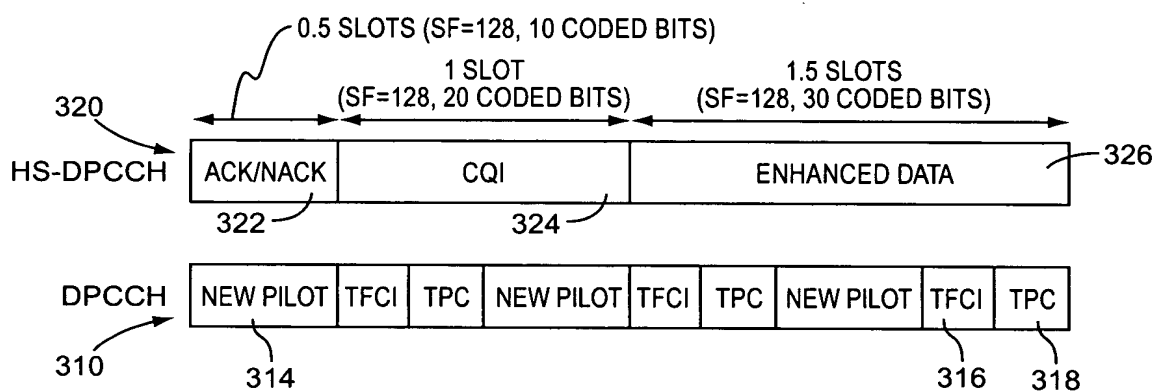 0.5 SLOTS (SF=128, 10 CODED BITS)
1 SLOT
(SF=128, 20 CODED BITS)
1.5 SLOTS
(SF=128, 30 CODED BITS)
320
HS-DPCCH
ACK/NACK
CQI
ENHANCED DATA
326
322
324
DPCCH
NEW PILOT TFCI TPC NEW PILOT TFCI TPC NEW PILOT TFCI TPC
310
314
316
318